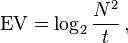 EV = log₂ N²/t ,